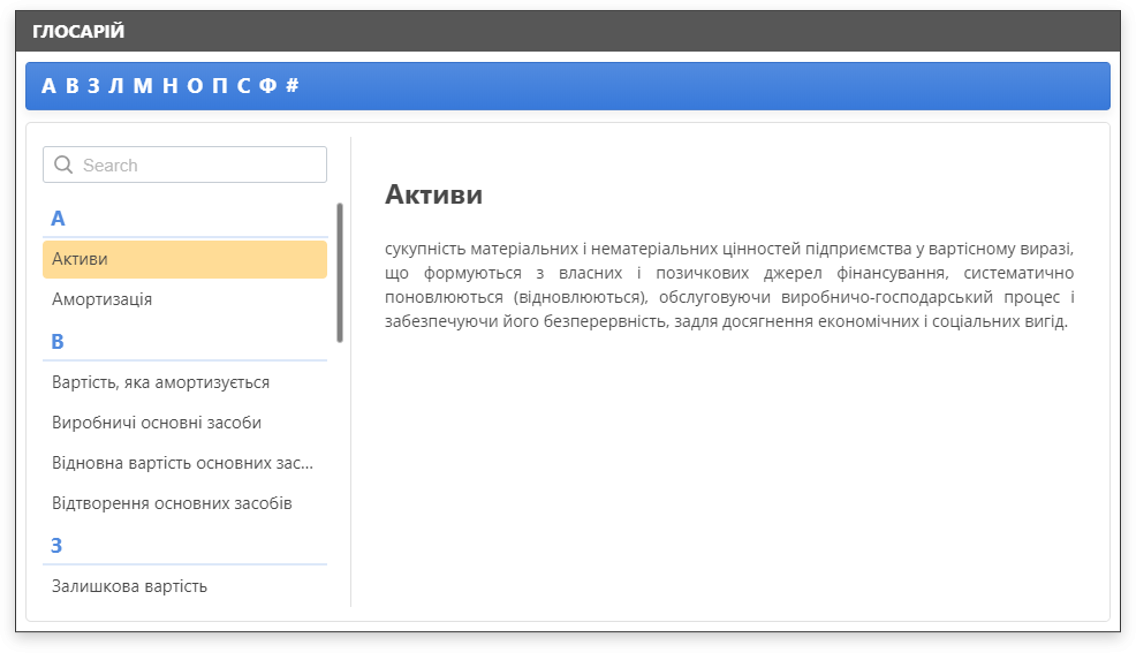 ГЛОСАРІЙ
А В З Л М Н О П С Ф #
Search
А
Активи
Амортизація
В
Вартість, яка амортизується
Виробничі основні засоби
Відновна вартість основних зас...
Відтворення основних засобів
З
Залишкова вартість
Активи
сукупність матеріальних і нематеріальних цінностей підприємства у вартісному виразі,
що формуються з власних і позичкових джерел фінансування, систематично
поновлюються (відновлюються), обслуговуючи виробничо-господарський процес і
забезпечуючи його безперервність, задля досягнення економічних і соціальних вигід.